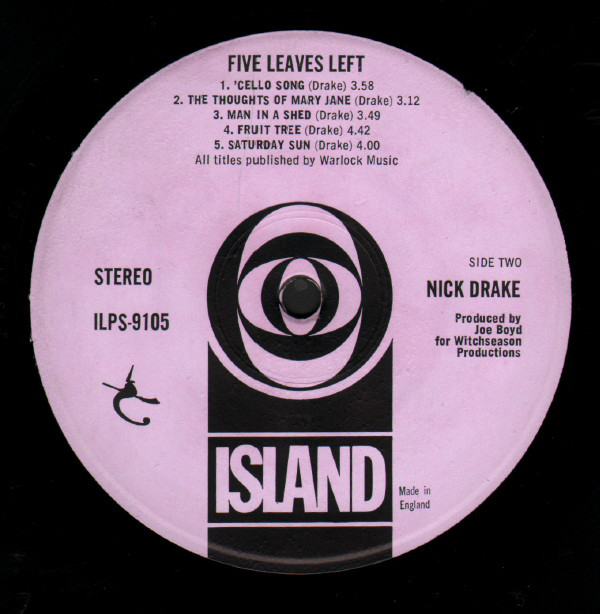 FIVE LEAVES LEFT
1. 'CELLO SONG (Drake) 3.58
2. THE THOUGHTS OF MARY JANE (Drake) 3.12
3. MAN IN A SHED (Drake) 3.49
4. FRUIT TREE (Drake) 4.42
5. SATURDAY SUN (Drake) 4.00
All titles published by Warlock Music
STEREO
ILPS-9105
SIDE TWO
NICK DRAKE
Produced by
Joe Boyd
for Witchseason
Productions
ISLAND
Made in
England